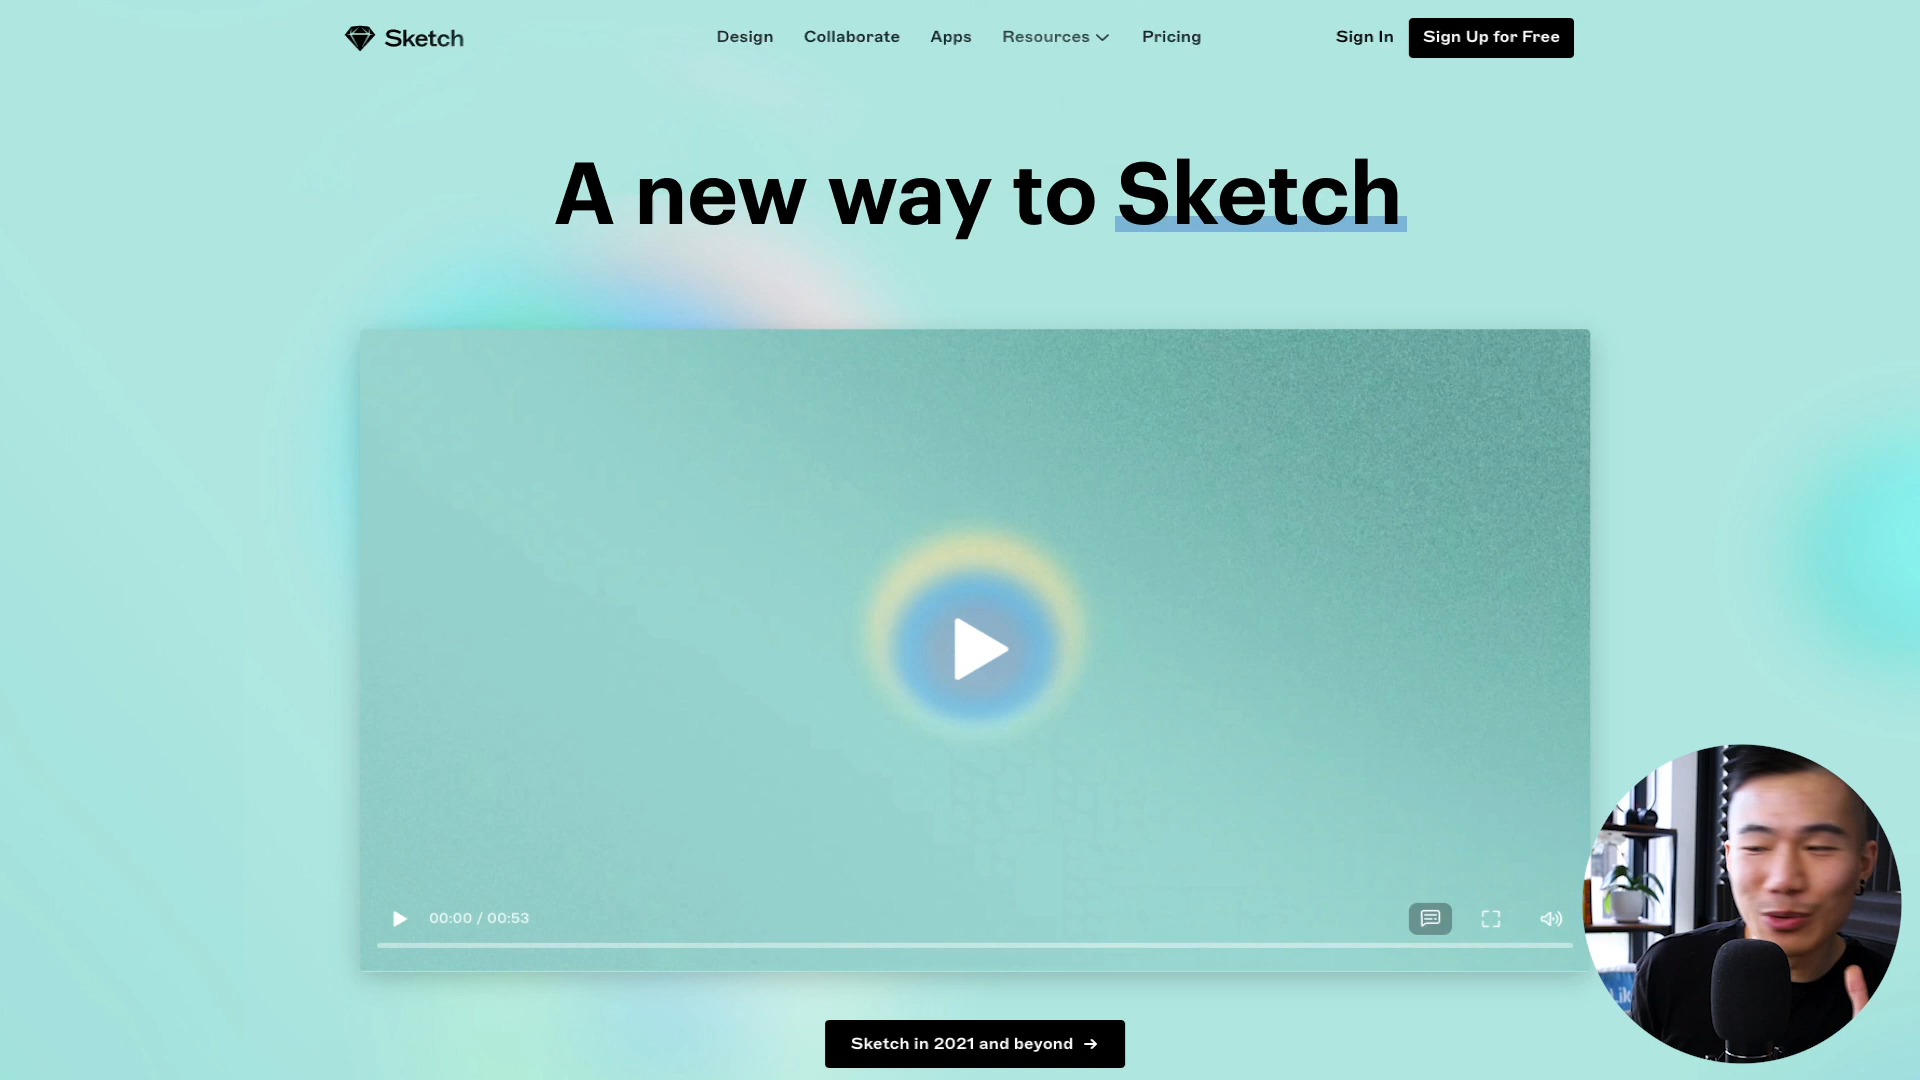 Sketch
Design Collaborate Apps Resources Pricing
Sign In Sign Up for Free
A new way to Sketch
00:00 / 00:53
Sketch in 2021 and beyond →